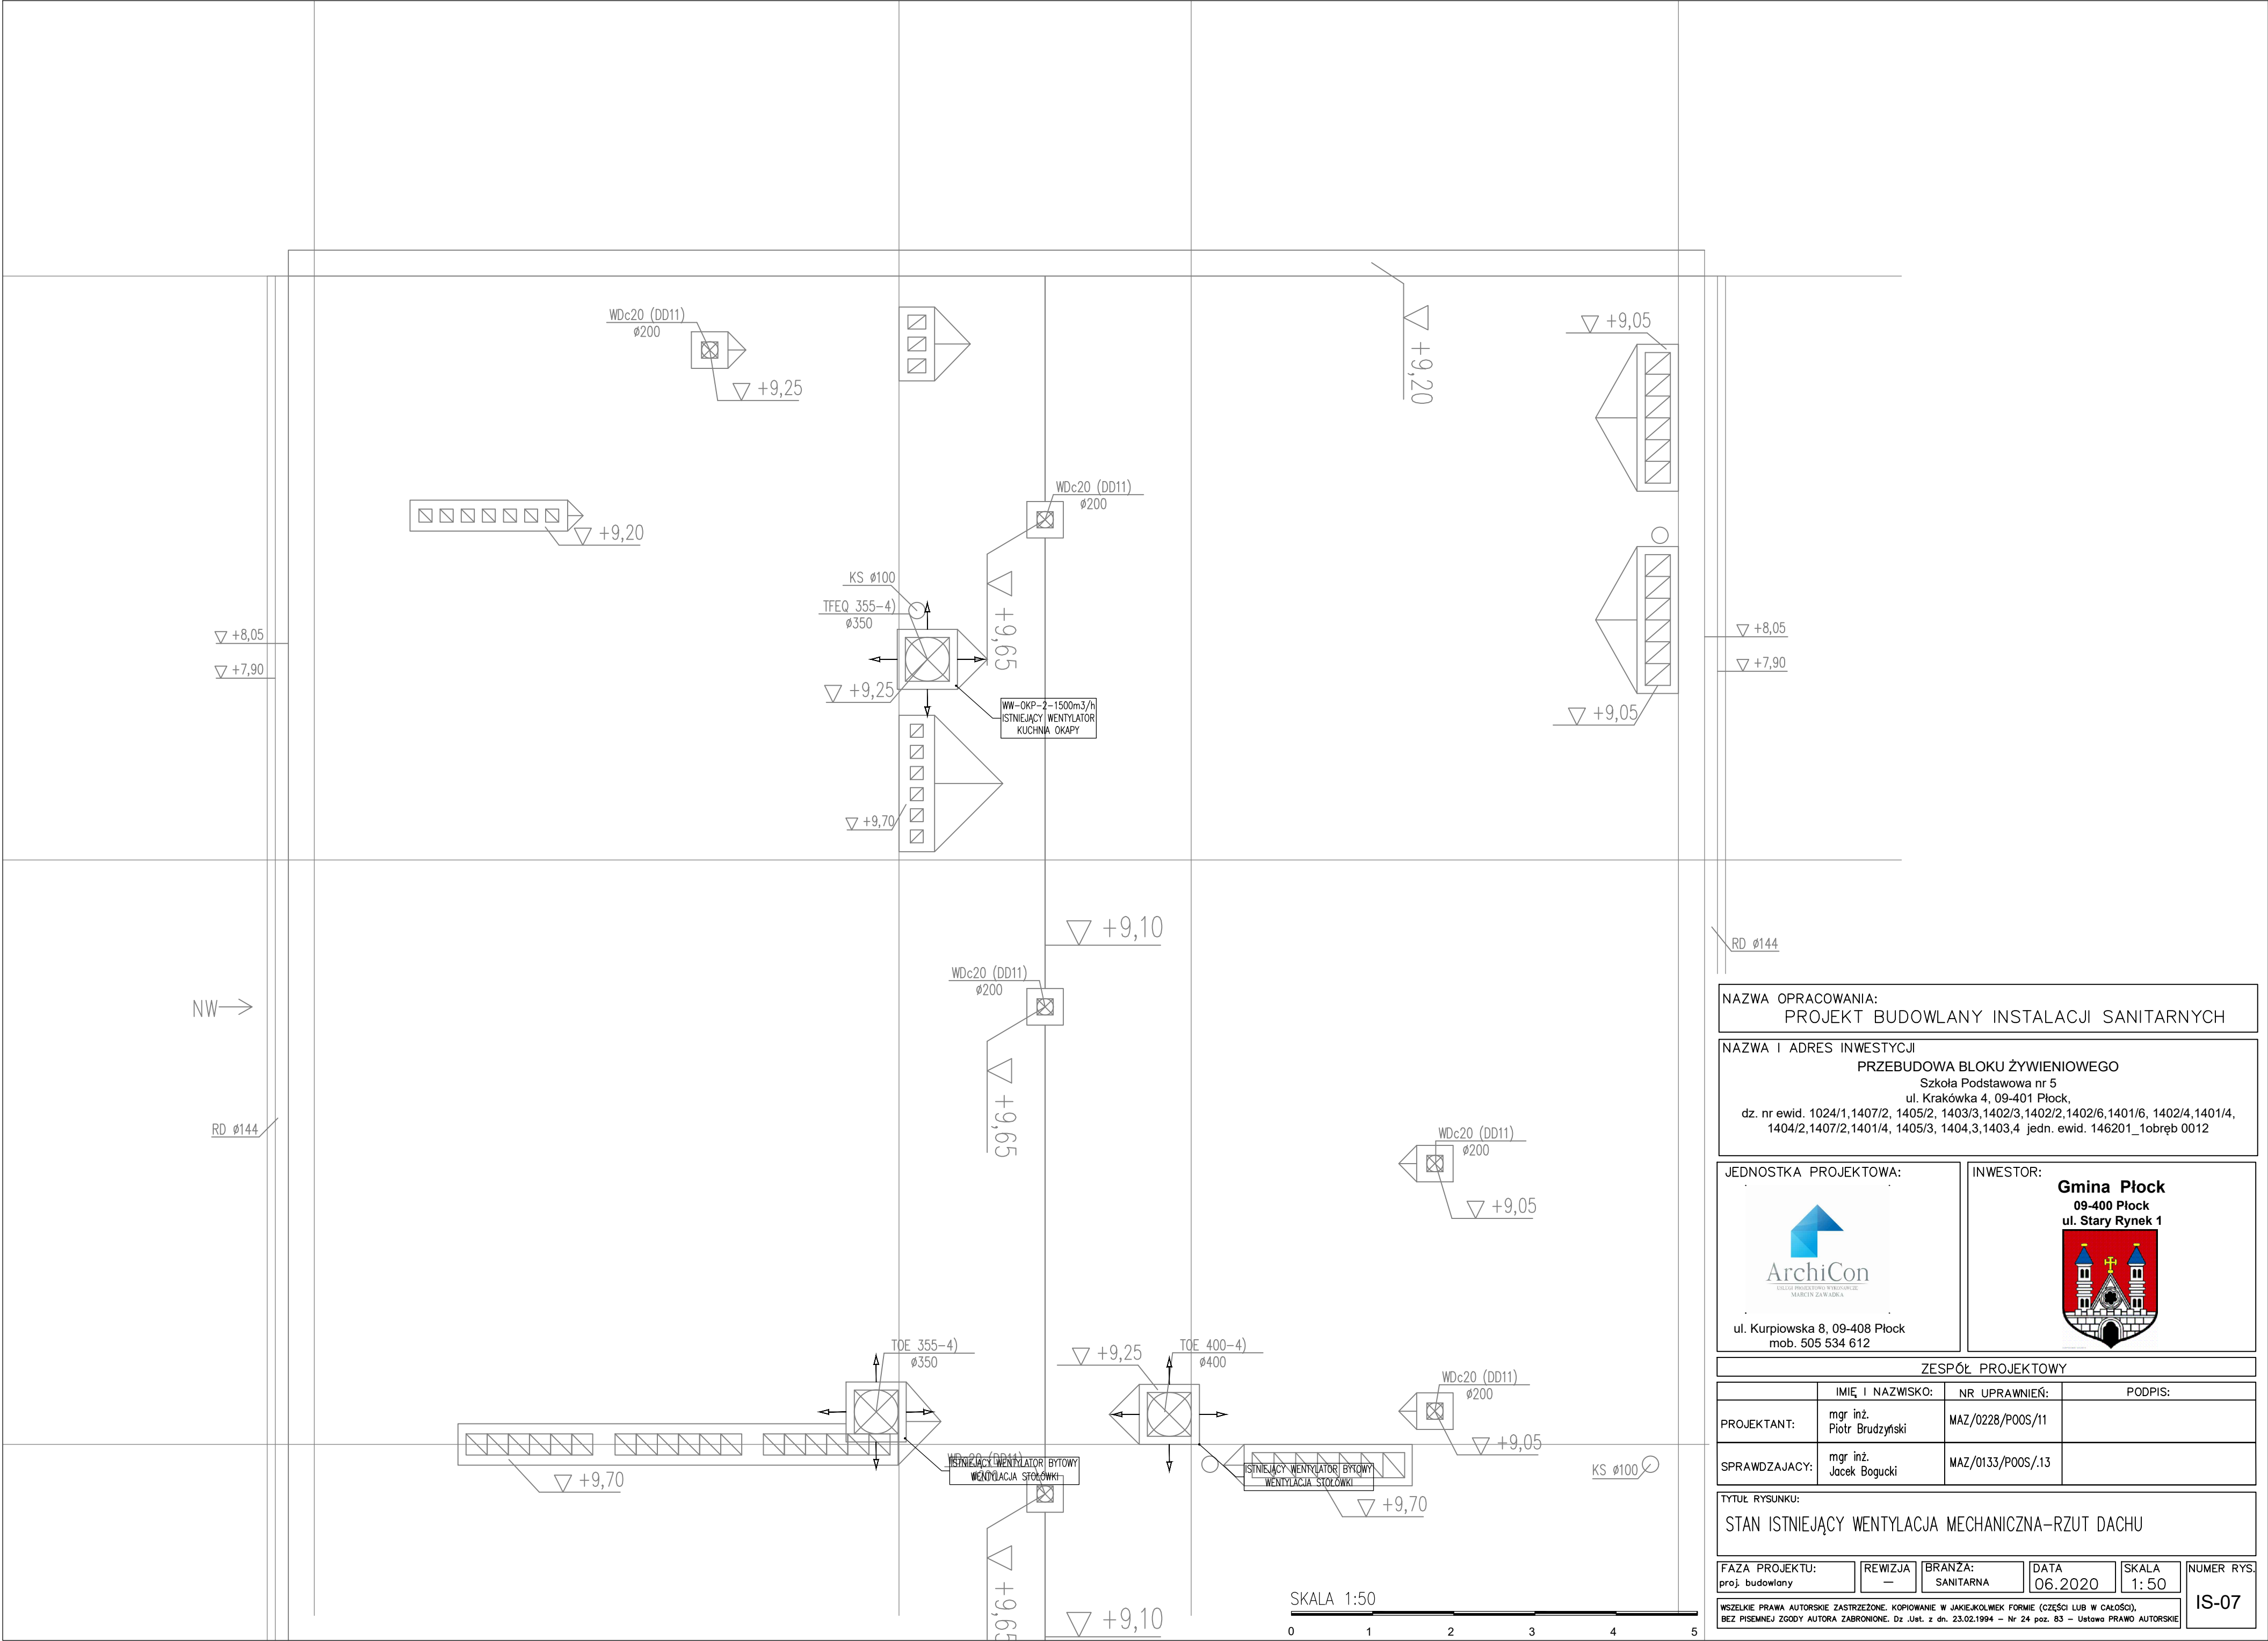 WDc20 (DD11)
ø200
+9,25
+9,20
+9,05
WDc20 (DD11)
ø200
+9,20
KS ø100
TFEQ 355-4)
ø350
+9,65
+9,25
WW-OKP-2-1500m3/h
ISTNIEJĄCY WENTYLATOR
KUCHNIA OKAPY
+8,05
+7,90
+8,05
+7,90
+9,05
+9,70
+9,10
RD ø144
WDc20 (DD11)
ø200
NW
+9,65
RD ø144
WDc20 (DD11)
ø200
+9,05
TOE 355-4)
ø350
+9,25
TOE 400-4)
ø400
WDc20 (DD11)
ø200
+9,05
WDc20 (DD11)
ISTNIEJĄCY WENTYLATOR BYTOWY
WENTYLACJA STOŁÓWKI
ISTNIEJĄCY WENTYLATOR BYTOWY
WENTYLACJA STOŁÓWKI
KS ø100
+9,70
+9,70
+9,65
+9,10
SKALA 1:50
0 1 2 3 4 5
NAZWA OPRACOWANIA:
PROJEKT BUDOWLANY INSTALACJI SANITARNYCH
NAZWA I ADRES INWESTYCJI
PRZEBUDOWA BLOKU ŻYWIENIOWEGO
Szkoła Podstawowa nr 5
ul. Krakówka 4, 09-401 Płock,
dz. nr ewid. 1024/1,1407/2, 1405/2, 1403/3,1402/3,1402/2,1402/6,1401/6, 1402/4,1401/4,
1404/2,1407/2,1401/4, 1405/3, 1404,3,1403,4 jedn. ewid. 146201_1obręb 0012
JEDNOSTKA PROJEKTOWA:
ArchiCon
USŁUGI PROJEKTOWO WYKONAWCZE
MARCIN ZAWADKA
ul. Kurpiowska 8, 09-408 Płock
mob. 505 534 612
INWESTOR:
Gmina Płock
09-400 Płock
ul. Stary Rynek 1
ZESPÓŁ PROJEKTOWY
IMIĘ I NAZWISKO: NR UPRAWNIEŃ: PODPIS:
PROJEKTANT: mgr inż. Piotr Brudzyński MAZ/0228/POOS/11
SPRAWDZAJACY: mgr inż. Jacek Bogucki MAZ/0133/POOS/.13
TYTUŁ RYSUNKU:
STAN ISTNIEJĄCY WENTYLACJA MECHANICZNA-RZUT DACHU
FAZA PROJEKTU:
proj. budowlany
REWIZJA
–
BRANŻA:
SANITARNA
DATA
06.2020
SKALA
1:50
NUMER RYS.
IS-07
WSZELKIE PRAWA AUTORSKIE ZASTRZEŻONE. KOPIOWANIE W JAKIEJKOLWIEK FORMIE (CZĘŚCI LUB W CAŁOŚCI),
BEZ PISEMNEJ ZGODY AUTORA ZABRONIONE. Dz .Ust. z dn. 23.02.1994 – Nr 24 poz. 83 – Ustawa PRAWO AUTORSKIE